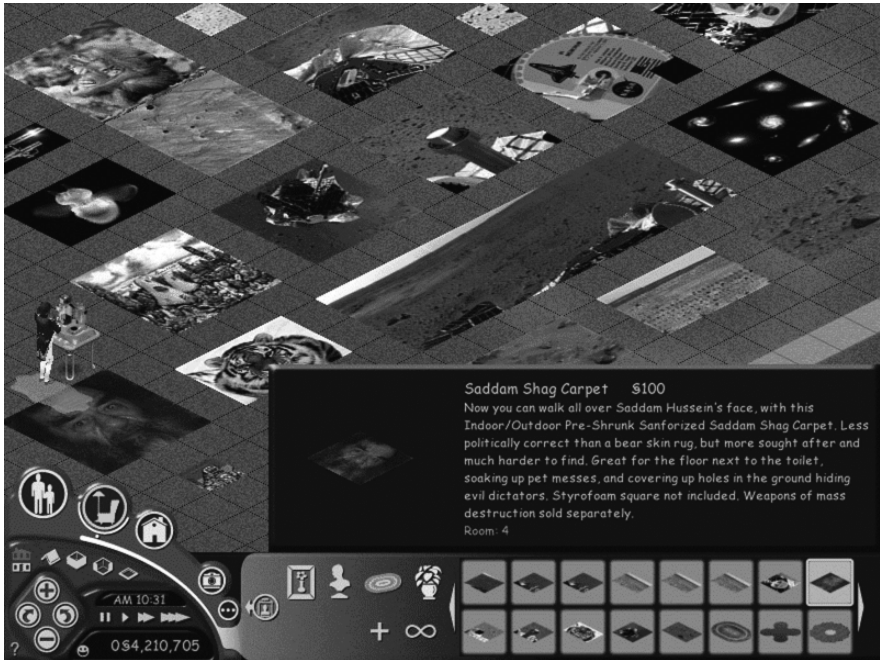 Saddam Shag Carpet §100
Now you can walk all over Saddam Hussein's face, with this
Indoor/Outdoor Pre-Shrunk Sanforized Saddam Shag Carpet. Less
politically correct than a bear skin rug, but more sought after and
much harder to find. Great for the floor next to the toilet,
soaking up pet messes, and covering up holes in the ground hiding
evil dictators. Styrofoam square not included. Weapons of mass
destruction sold separately.
Room: 4
AM 10:31
0§4,210,705
?